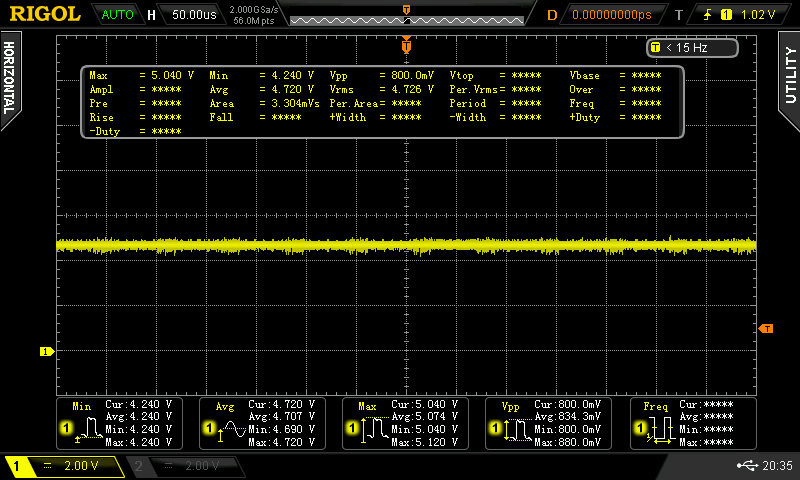 RIGOL AUTO H 50.00us 2.000GSa/s 56.0M pts D 0.00000000ps T 1 1.02 V
T
HORIZONTAL
UTILITY
T < 15 Hz
Max = 5.040 V Min = 4.240 V Vpp = 800.0mV Vtop = ***** Vbase = *****
Ampl = ***** Avg = 4.720 V Vrms = 4.726 V Per.Vrms= ***** Over = *****
Pre = ***** Area = 3.304mVs Per.Area= ***** Period = ***** Freq = *****
Rise = ***** Fall = ***** +Width = ***** -Width = ***** +Duty = *****
-Duty = *****
T
1
Min Cur:4.240 V
Avg:4.240 V
1 Min:4.240 V
Max:4.240 V
Avg Cur:4.720 V
Avg:4.707 V
1 Min:4.690 V
Max:4.720 V
Max Cur:5.040 V
Avg:5.074 V
1 Min:5.040 V
Max:5.120 V
Vpp Cur:800.0mV
Avg:834.3mV
1 Min:800.0mV
Max:880.0mV
Freq Cur:*****
Avg:*****
1 Min:*****
Max:*****
1 2.00 V 2 2.00 V 20:35